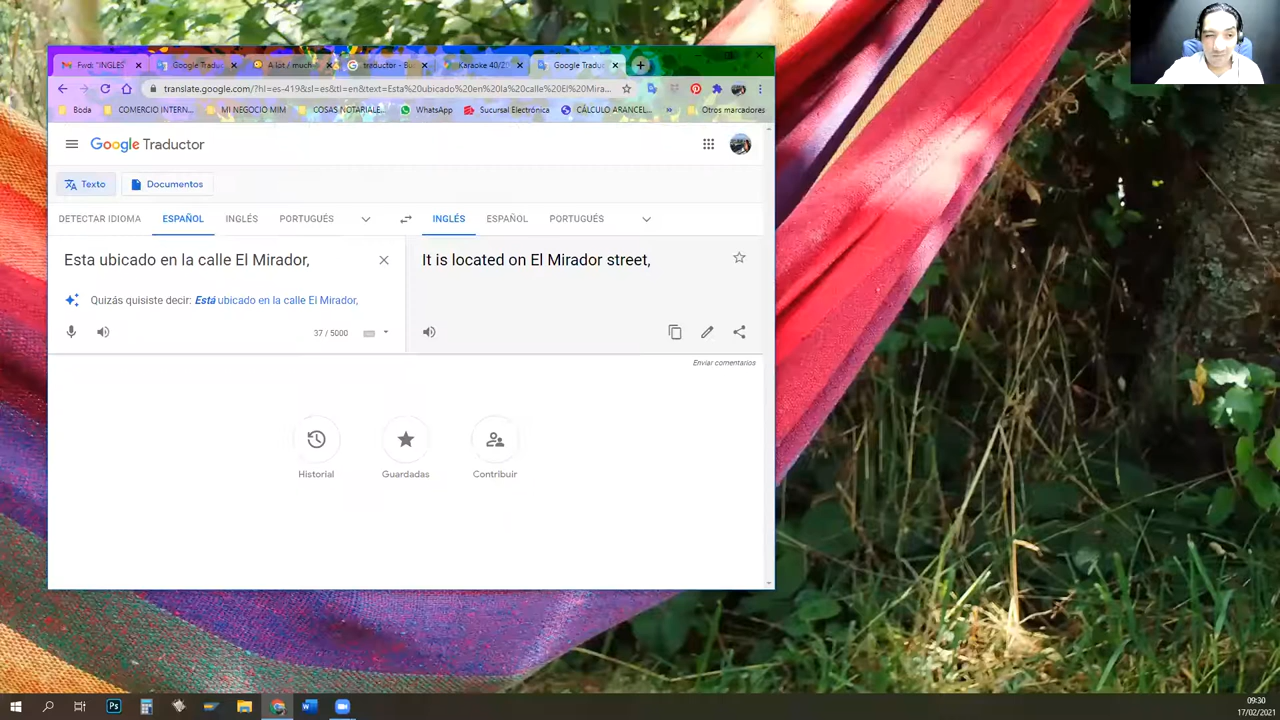 Fwd: "INGLES
Google Traduc
A lot / much
traductor - Bus
Karaoke 40/2
Google Traduc
translate.google.com/?hl=es-419&sl=es&tl=en&text=Esta%20ubicado%20en%20la%20calle%20El%20Mira...
Boda
COMERCIO INTERN...
MI NEGOCIO MIM
COSAS NOTARIALE...
WhatsApp
Sucursal Electrónica
CÁLCULO ARANCEL...
»
Otros marcadores
Google Traductor
Texto
Documentos
DETECTAR IDIOMA
ESPAÑOL
INGLÉS
PORTUGUÉS
INGLÉS
ESPAÑOL
PORTUGUÉS
Esta ubicado en la calle El Mirador,
It is located on El Mirador street,
Quizás quisiste decir: Está ubicado en la calle El Mirador,
37 / 5000
Enviar comentarios
Historial
Guardadas
Contribuir
Ps
W
09:30
17/02/2021